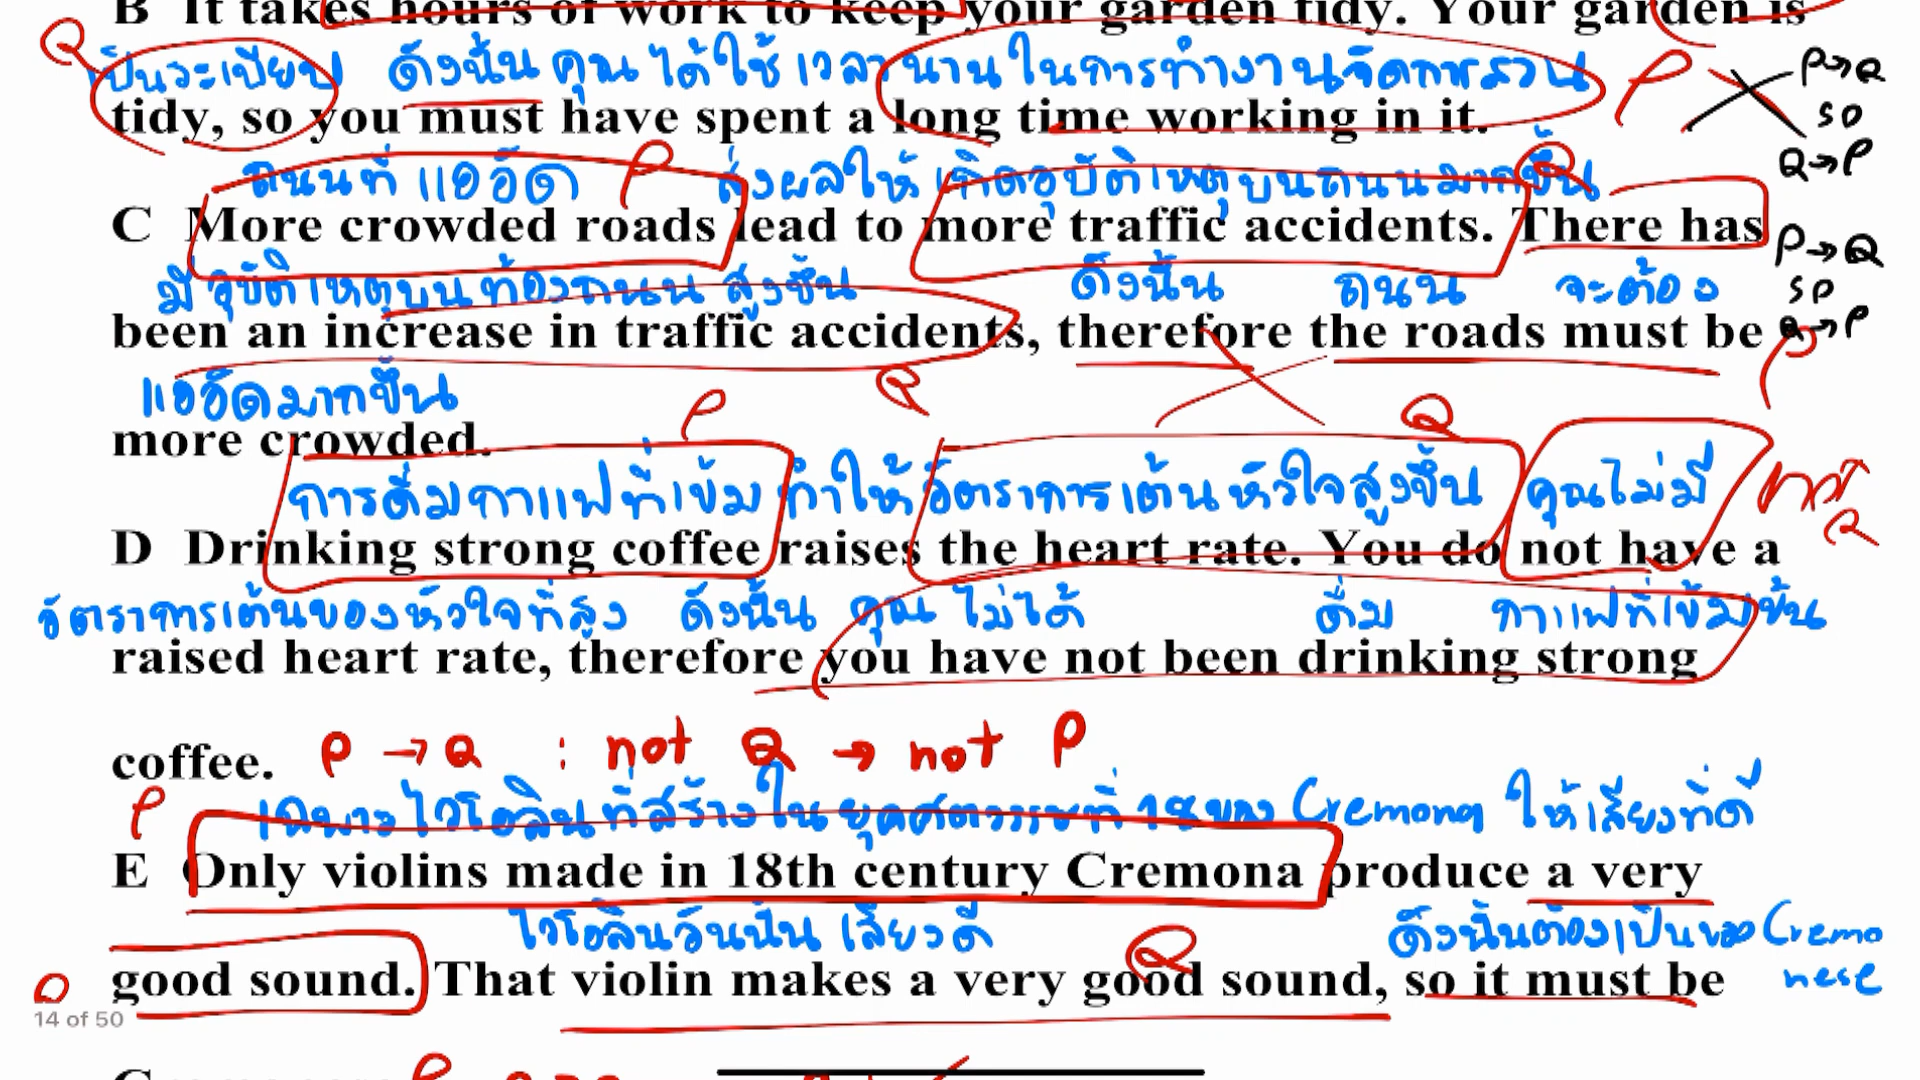 B It takes hours of work to keep your garden tidy. Your garden is
Q เป็นระเบียบ ดังนั้น คุณ ได้ใช้ เวลา นาน ในการทำงานจัดการสวน P P→Q
tidy, so you must have spent a long time working in it. so
Q→P
ถนนที่ แออัด P ส่งผลให้ เกิดอุบัติเหตุบนถนนมากขึ้น Q
C More crowded roads lead to more traffic accidents. There has
P→Q
มี อุบัติเหตุบนท้องถนน สูงขึ้น ดังนั้น ถนน จะต้อง so
been an increase in traffic accidents, therefore the roads must be Q→P
แออัดมากขึ้น Q P
more crowded. P Q
การดื่มกาแฟที่เข้ม ทำให้ อัตราการเต้นหัวใจสูงขึ้น คุณไม่มี
D Drinking strong coffee raises the heart rate. You do not have a
Q
อัตราการเต้นของหัวใจที่สูง ดังนั้น คุณ ไม่ได้ ดื่ม กาแฟที่เข้มข้น
raised heart rate, therefore you have not been drinking strong
coffee. P → Q : not Q → not P
P เฉพาะไวโอลินที่สร้างในยุคศตวรรษที่ 18ของ Cremona ให้เสียงที่ดี
E Only violins made in 18th century Cremona produce a very
ไวโอลินอันนั้น เสียงดี ดังนั้นต้องเป็นของ Cremo
nese
good sound. That violin makes a very good sound, so it must be
Q
14 of 50